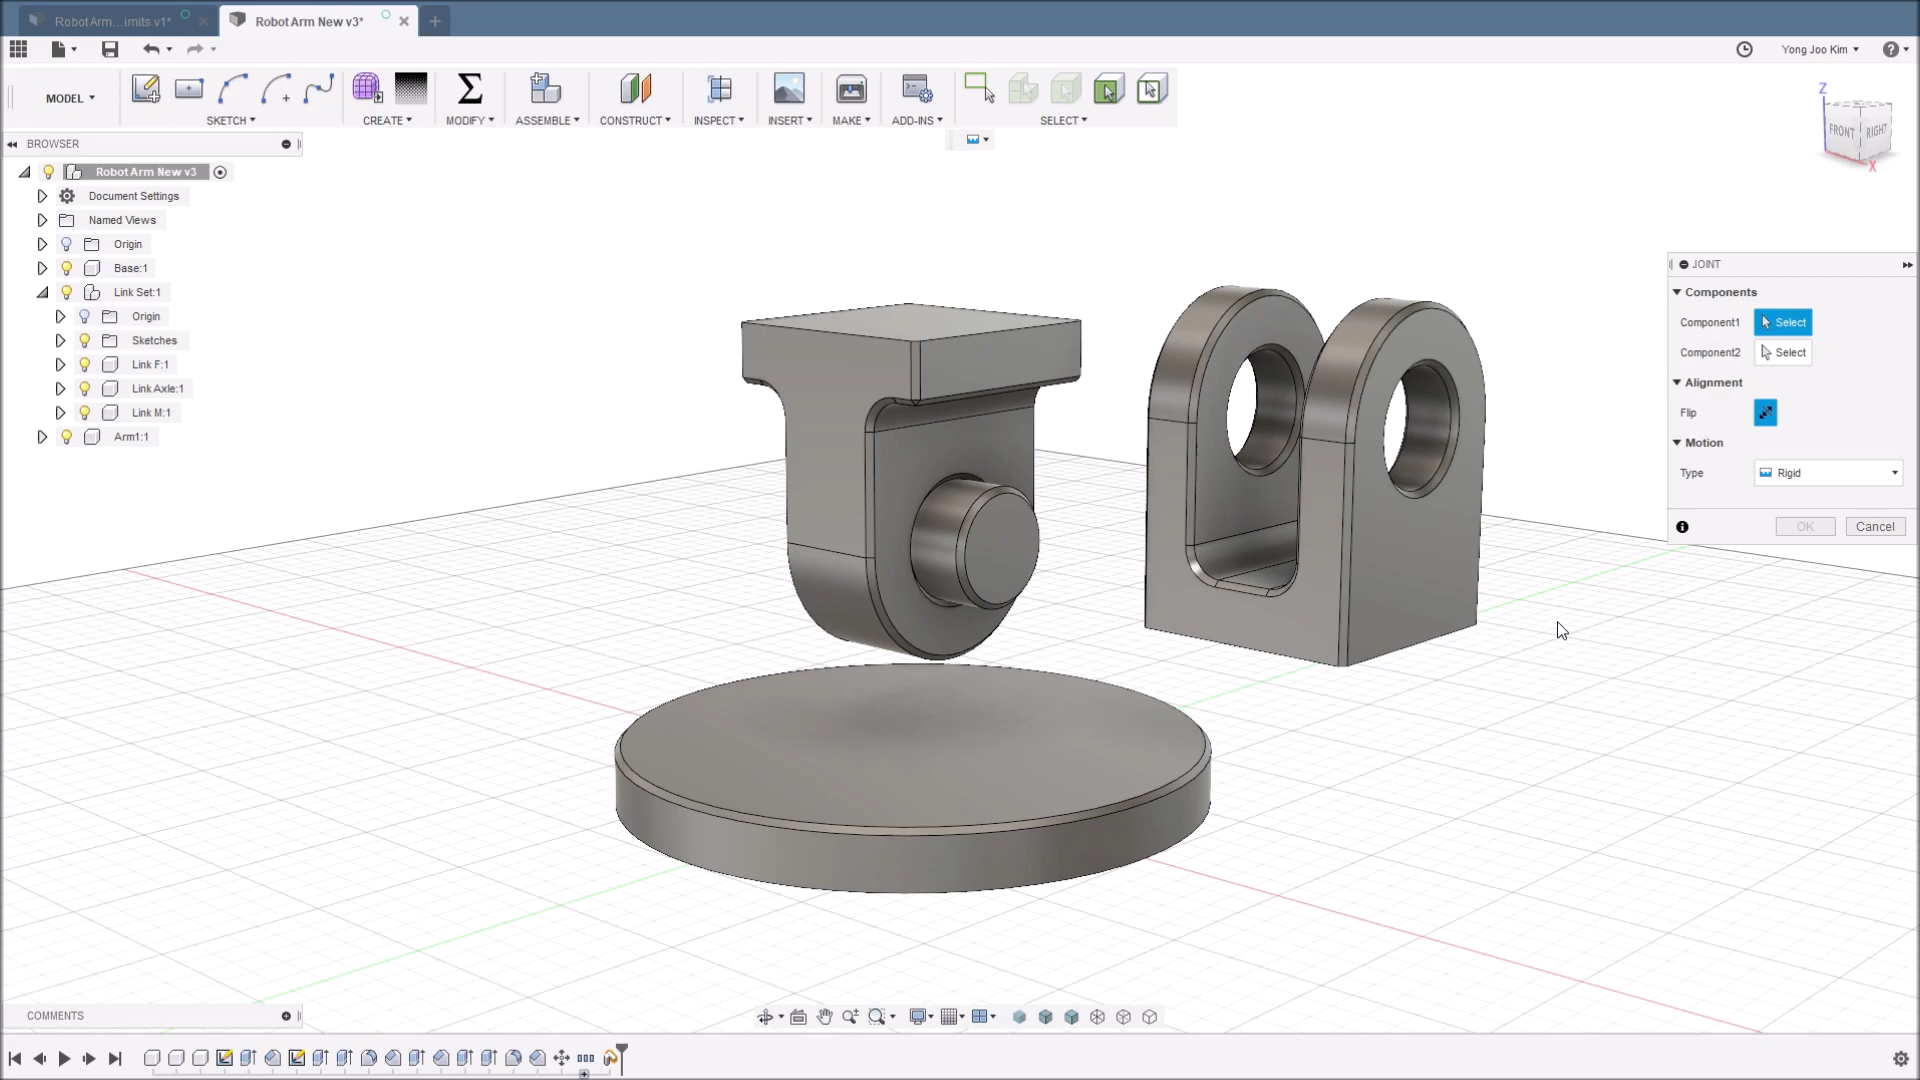 Robot Arm...imits v1*
Robot Arm New v3*
Yong Joo Kim
MODEL
SKETCH
CREATE
MODIFY
ASSEMBLE
CONSTRUCT
INSPECT
INSERT
MAKE
ADD-INS
SELECT
Z
FRONT
RIGHT
X
BROWSER
Robot Arm New v3
Document Settings
Named Views
Origin
Base:1
Link Set:1
Origin
Sketches
Link F:1
Link Axle:1
Link M:1
Arm1:1
JOINT
Components
Component1 Select
Component2 Select
Alignment
Flip
Motion
Type Rigid
OK Cancel
COMMENTS